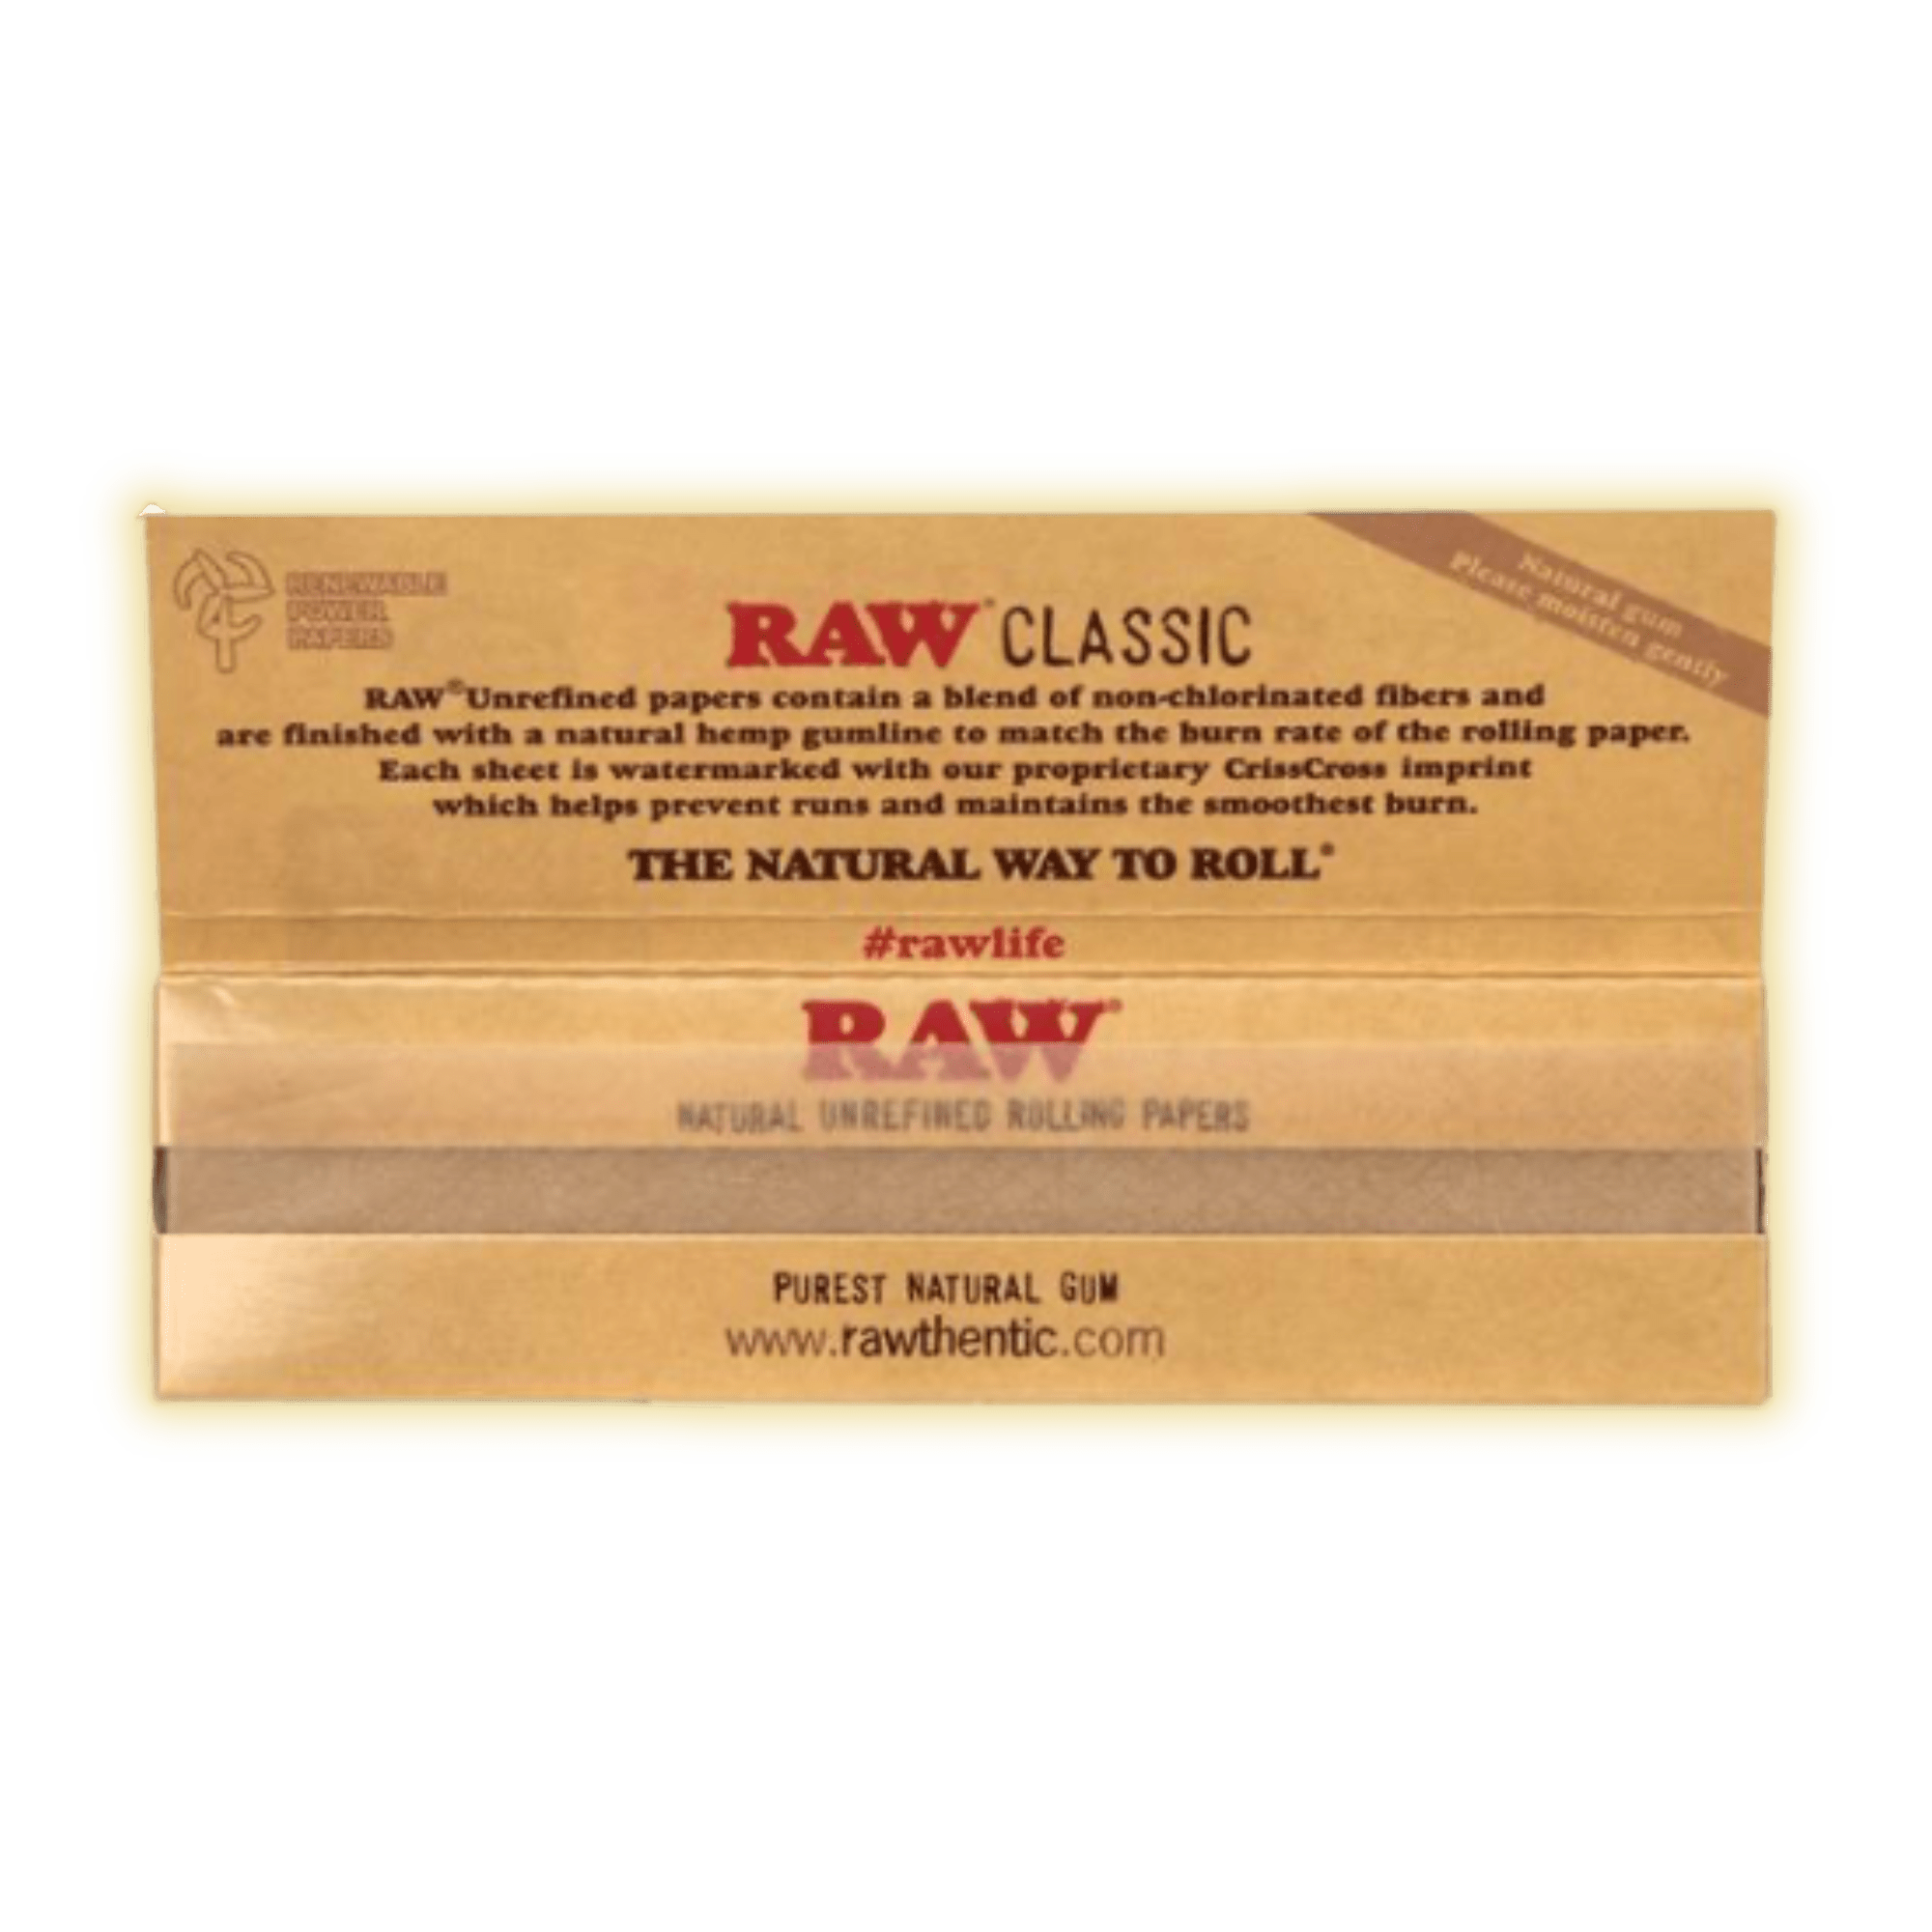 RENEWABLE
POWER
PAPERS
Natural gum
Please moisten gently
RAW™ CLASSIC
RAW® Unrefined papers contain a blend of non-chlorinated fibers and
are finished with a natural hemp gumline to match the burn rate of the rolling paper.
Each sheet is watermarked with our proprietary CrissCross imprint
which helps prevent runs and maintains the smoothest burn.
THE NATURAL WAY TO ROLL®
#rawlife
RAW®
NATURAL UNREFINED ROLLING PAPERS
PUREST NATURAL GUM
www.rawthentic.com